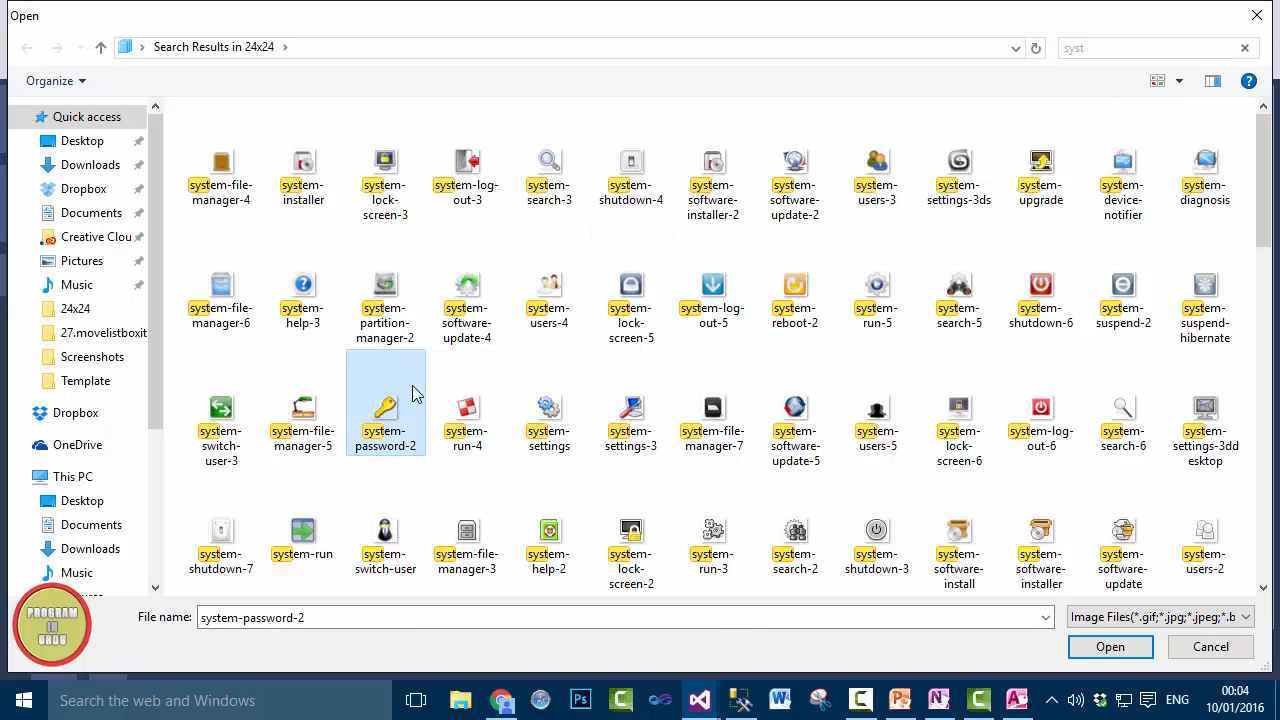 Open
Search Results in 24x24
syst
Organize
Quick access
Desktop
Downloads
Dropbox
Documents
Creative Clou
Pictures
Music
24x24
27.movelistboxit
Screenshots
Template
Dropbox
OneDrive
This PC
Desktop
Documents
Downloads
Music
system-file-
manager-4
system-
installer
system-
lock-
screen-3
system-log-
out-3
system-
search-3
system-
shutdown-4
system-
software-
installer-2
system-
software-
update-2
system-
users-3
system-
settings-3ds
system-
upgrade
system-
device-
notifier
system-
diagnosis
system-file-
manager-6
system-
help-3
system-
partition-
manager-2
system-
software-
update-4
system-
users-4
system-
lock-
screen-5
system-log-
out-5
system-
reboot-2
system-
run-5
system-
search-5
system-
shutdown-6
system-
suspend-2
system-
suspend-
hibernate
system-
switch-
user-3
system-file-
manager-5
system-
password-2
system-
run-4
system-
settings
system-
settings-3
system-file-
manager-7
system-
software-
update-5
system-
users-5
system-
lock-
screen-6
system-log-
out-6
system-
search-6
system-
settings-3dd
esktop
system-
shutdown-7
system-run
system-
switch-user
system-file-
manager-3
system-
help-2
system-
lock-
screen-2
system-
run-3
system-
search-2
system-
shutdown-3
system-
software-
install
system-
software-
installer
system-
software-
update
system-
users-2
PROGRAM
IN
URDU
File name:
system-password-2
Image Files(*.gif;*.jpg;*.jpeg;*.b
Open
Cancel
Search the web and Windows
ENG
00:04
10/01/2016